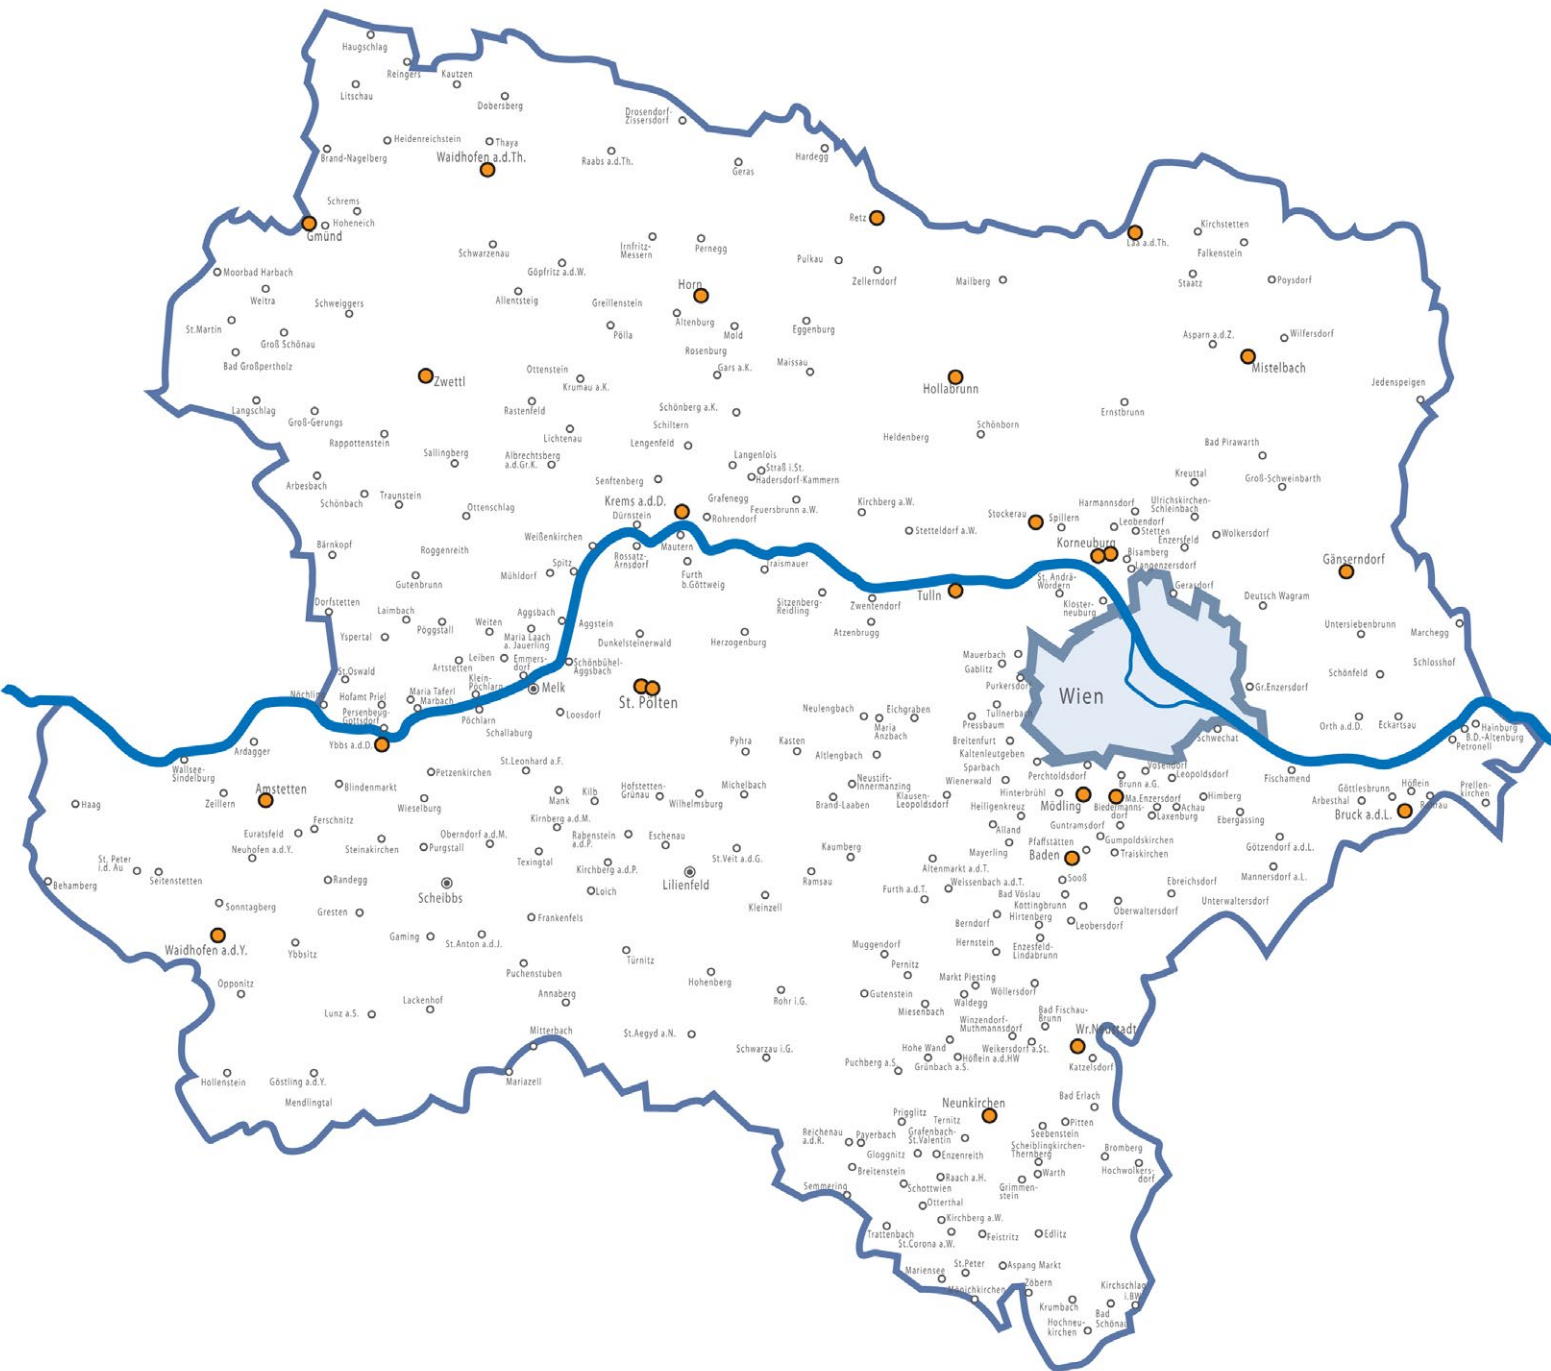 Haugschlag
Reingers
Kautzen
Litschau
Dobersberg
Drosendorf-
Zissersdorf
Heidenreichstein
Thaya
Brand-Nagelberg
Waidhofen a.d.Th.
Raabs a.d.Th.
Geras
Hardegg
Schrems
Hoheneich
Gmünd
Retz
Laa a.d.Th.
Kirchstetten
Falkenstein
Schwarzenau
Irnfritz-
Messern
Pernegg
Pulkau
Zellerndorf
Mailberg
Staatz
Poysdorf
Moorbad Harbach
Weitra
Göpfritz a.d.W.
Allentsteig
Greillenstein
Horn
Schweiggers
St.Martin
Groß Schönau
Bad Großpertholz
Pölla
Altenburg
Mold
Eggenburg
Asparn a.d.Z.
Wilfersdorf
Mistelbach
Rosenburg
Gars a.K.
Maissau
Zwettl
Ottenstein
Krumau a.K.
Hollabrunn
Jedenspeigen
Langschlag
Groß-Gerungs
Rastenfeld
Schönberg a.K.
Ernstbrunn
Rappottenstein
Lichtenau
Schiltern
Lengenfeld
Heldenberg
Schönborn
Bad Pirawarth
Sallingberg
Albrechtsberg
a.d.Gr.K.
Langenlois
Straß i.St.
Hadersdorf-Kammern
Arbesbach
Schönbach
Traunstein
Senftenberg
Kreuttal
Groß-Schweinbarth
Ottenschlag
Krems a.d.D.
Grafenegg
Feuersbrunn a.W.
Kirchberg a.W.
Dürnstein
Rohrendorf
Stetteldorf a.W.
Stockerau
Spillern
Harmannsdorf
Leobendorf
Stetten
Ulrichskirchen-
Schleinbach
Wolkersdorf
Enzersfeld
Korneuburg
Bisamberg
Langenzersdorf
Gänserndorf
Bärnkopf
Roggenreith
Weißenkirchen
Rossatz-
Arnsdorf
Mautern
Furth
b.Göttweig
Traismauer
Gutenbrunn
Mühldorf
Spitz
Sitzenberg-
Reidling
Zwentendorf
Tulln
St. Andrä-
Wördern
Kloster-
neuburg
Gerasdorf
Deutsch Wagram
Dorfstetten
Laimbach
Pöggstall
Yspertal
Weiten
Aggsbach
Aggstein
Maria Laach
a. Jauerling
Dunkelsteinerwald
Herzogenburg
Atzenbrugg
Untersiebenbrunn
Marchegg
Artstetten
Leiben
Emmers-
dorf
Schönbühel-
Aggsbach
Mauerbach
Gablitz
Purkersdorf
Schönfeld
Schlosshof
St.Oswald
Nöchling
Hofamt Priel
Persenbeug-
Gottsdorf
Maria Taferl
Marbach
Klein-
Pöchlarn
Pöchlarn
Melk
Loosdorf
St. Pölten
Wien
Gr.Enzersdorf
Ybbs a.d.D.
Schallaburg
Neulengbach
Eichgraben
Maria
Anzbach
Tullnerbach
Pressbaum
Orth a.d.D.
Eckartsau
Hainburg
B.D.-Altenburg
Petronell
Ardagger
Wallsee-
Sindelburg
Petzenkirchen
St.Leonhard a.F.
Pyhra
Kasten
Altlengbach
Breitenfurt
Kaltenleutgeben
Schwechat
Fischamend
Zeillern
Amstetten
Blindenmarkt
Wieselburg
Mank
Kilb
Hofstetten-
Grünau
Wilhelmsburg
Michelbach
Neustift-
Innermanzing
Brand-Laaben
Klausen-
Leopoldsdorf
Sparbach
Wienerwald
Perchtoldsdorf
Hinterbrühl
Mödling
Vösendorf
Brunn a.G.
Leopoldsdorf
Ma.Enzersdorf
Biedermanns-
dorf
Achau
Laxenburg
Himberg
Ebergassing
Arbesthal
Göttlesbrunn
Höflein
Rohrau
Bruck a.d.L.
Prellen-
kirchen
Haag
Ferschnitz
Euratsfeld
Neuhofen a.d.Y.
Steinakirchen
Purgstall
Oberndorf a.d.M.
Kirnberg a.d.M.
Texingtal
Rabenstein
a.d.P.
Kirchberg a.d.P.
Eschenau
St.Veit a.d.G.
Kaumberg
Heiligenkreuz
Alland
Mayerling
Guntramsdorf
Gumpoldskirchen
Pfaffstätten
Traiskirchen
Baden
Götzendorf a.d.L.
Mannersdorf a.L.
St. Peter
i.d. Au
Seitenstetten
Behamberg
Randegg
Scheibbs
Loich
Lilienfeld
Kleinzell
Ramsau
Altenmarkt a.d.T.
Weissenbach a.d.T.
Furth a.d.T.
Sooß
Bad Vöslau
Kottingbrunn
Ebreichsdorf
Unterwaltersdorf
Oberwaltersdorf
Sonntagberg
Gresten
Frankenfels
Berndorf
Hirtenberg
Leobersdorf
Waidhofen a.d.Y.
Ybbsitz
Gaming
St.Anton a.d.J.
Puchenstuben
Türnitz
Hohenberg
Muggendorf
Pernitz
Hernstein
Enzesfeld-
Lindabrunn
Opponitz
Lunz a.S.
Lackenhof
Annaberg
Rohr i.G.
Gutenstein
Markt Piesting
Waldegg
Wöllersdorf
Miesenbach
Bad Fischau-
Brunn
Winzendorf-
Muthmannsdorf
Wr.Neustadt
Mitterbach
Mariazell
St.Aegyd a.N.
Schwarzau i.G.
Puchberg a.S.
Hohe Wand
Grünbach a.S.
Höflein a.d.HW
Weikersdorf a.St.
Katzelsdorf
Hollenstein
Göstling a.d.Y.
Mendlingtal
Neunkirchen
Bad Erlach
Prigglitz
Ternitz
Pitten
Seebenstein
Reichenau
a.d.R.
Payerbach
Grafenbach-
St.Valentin
Gloggnitz
Enzenreith
Scheiblingkirchen-
Thernberg
Bromberg
Hochwolkers-
dorf
Breitenstein
Semmering
Raach a.H.
Schottwien
Warth
Grimmen-
stein
Otterthal
Kirchberg a.W.
Trattenbach
St.Corona a.W.
Feistritz
Edlitz
Mariensee
St.Peter
Aspang Markt
Mönichkirchen
Zöbern
Krumbach
Kirchschlag
i.BW
Bad
Schönau
Hochneu-
kirchen